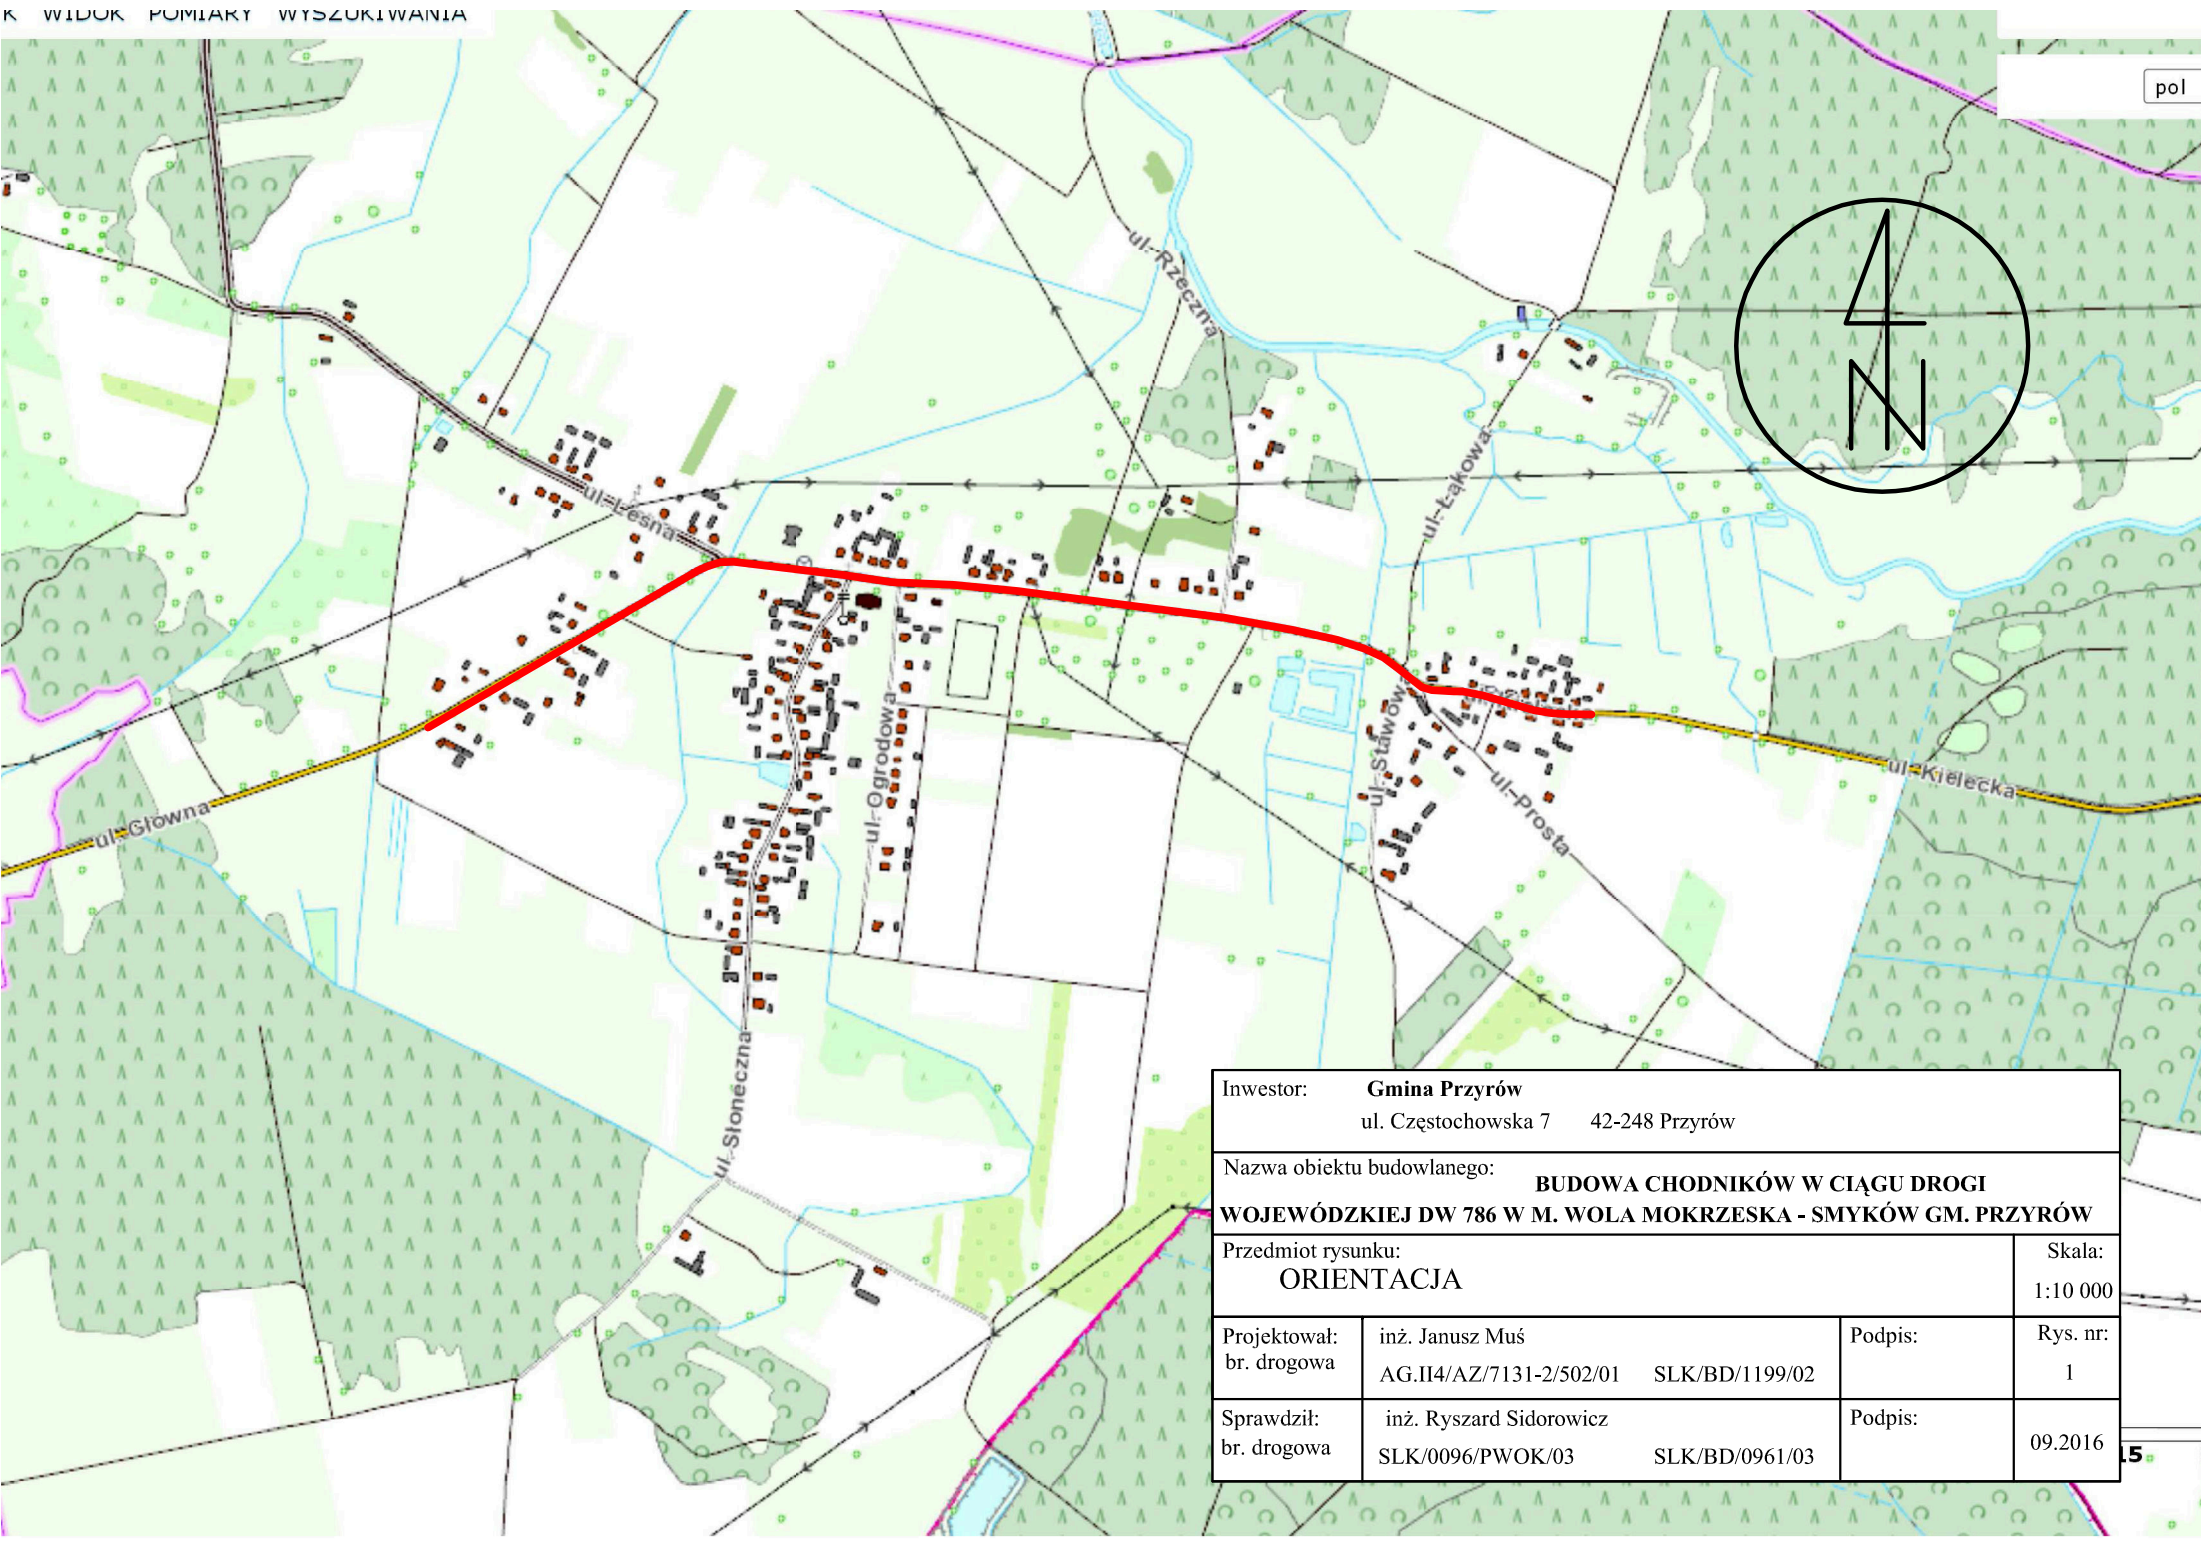 WIDOK POMIARY WYSZUKIWANIA
pol
ul. Rzeczna
ul. Łąkowa
ul. Leśna
ul. Ogrodowa
ul. Stawowa
ul. Prosta
ul. Kielecka
ul. Główna
ul. Słoneczna
N
Inwestor: Gmina Przyrów
ul. Częstochowska 7 42-248 Przyrów
Nazwa obiektu budowlanego:
BUDOWA CHODNIKÓW W CIĄGU DROGI
WOJEWÓDZKIEJ DW 786 W M. WOLA MOKRZESKA - SMYKÓW GM. PRZYRÓW
Przedmiot rysunku:
ORIENTACJA
Skala:
1:10 000
Projektował:
br. drogowa
inż. Janusz Muś
AG.II4/AZ/7131-2/502/01 SLK/BD/1199/02
Podpis:
Rys. nr:
1
Sprawdził:
br. drogowa
inż. Ryszard Sidorowicz
SLK/0096/PWOK/03 SLK/BD/0961/03
Podpis:
09.2016
15